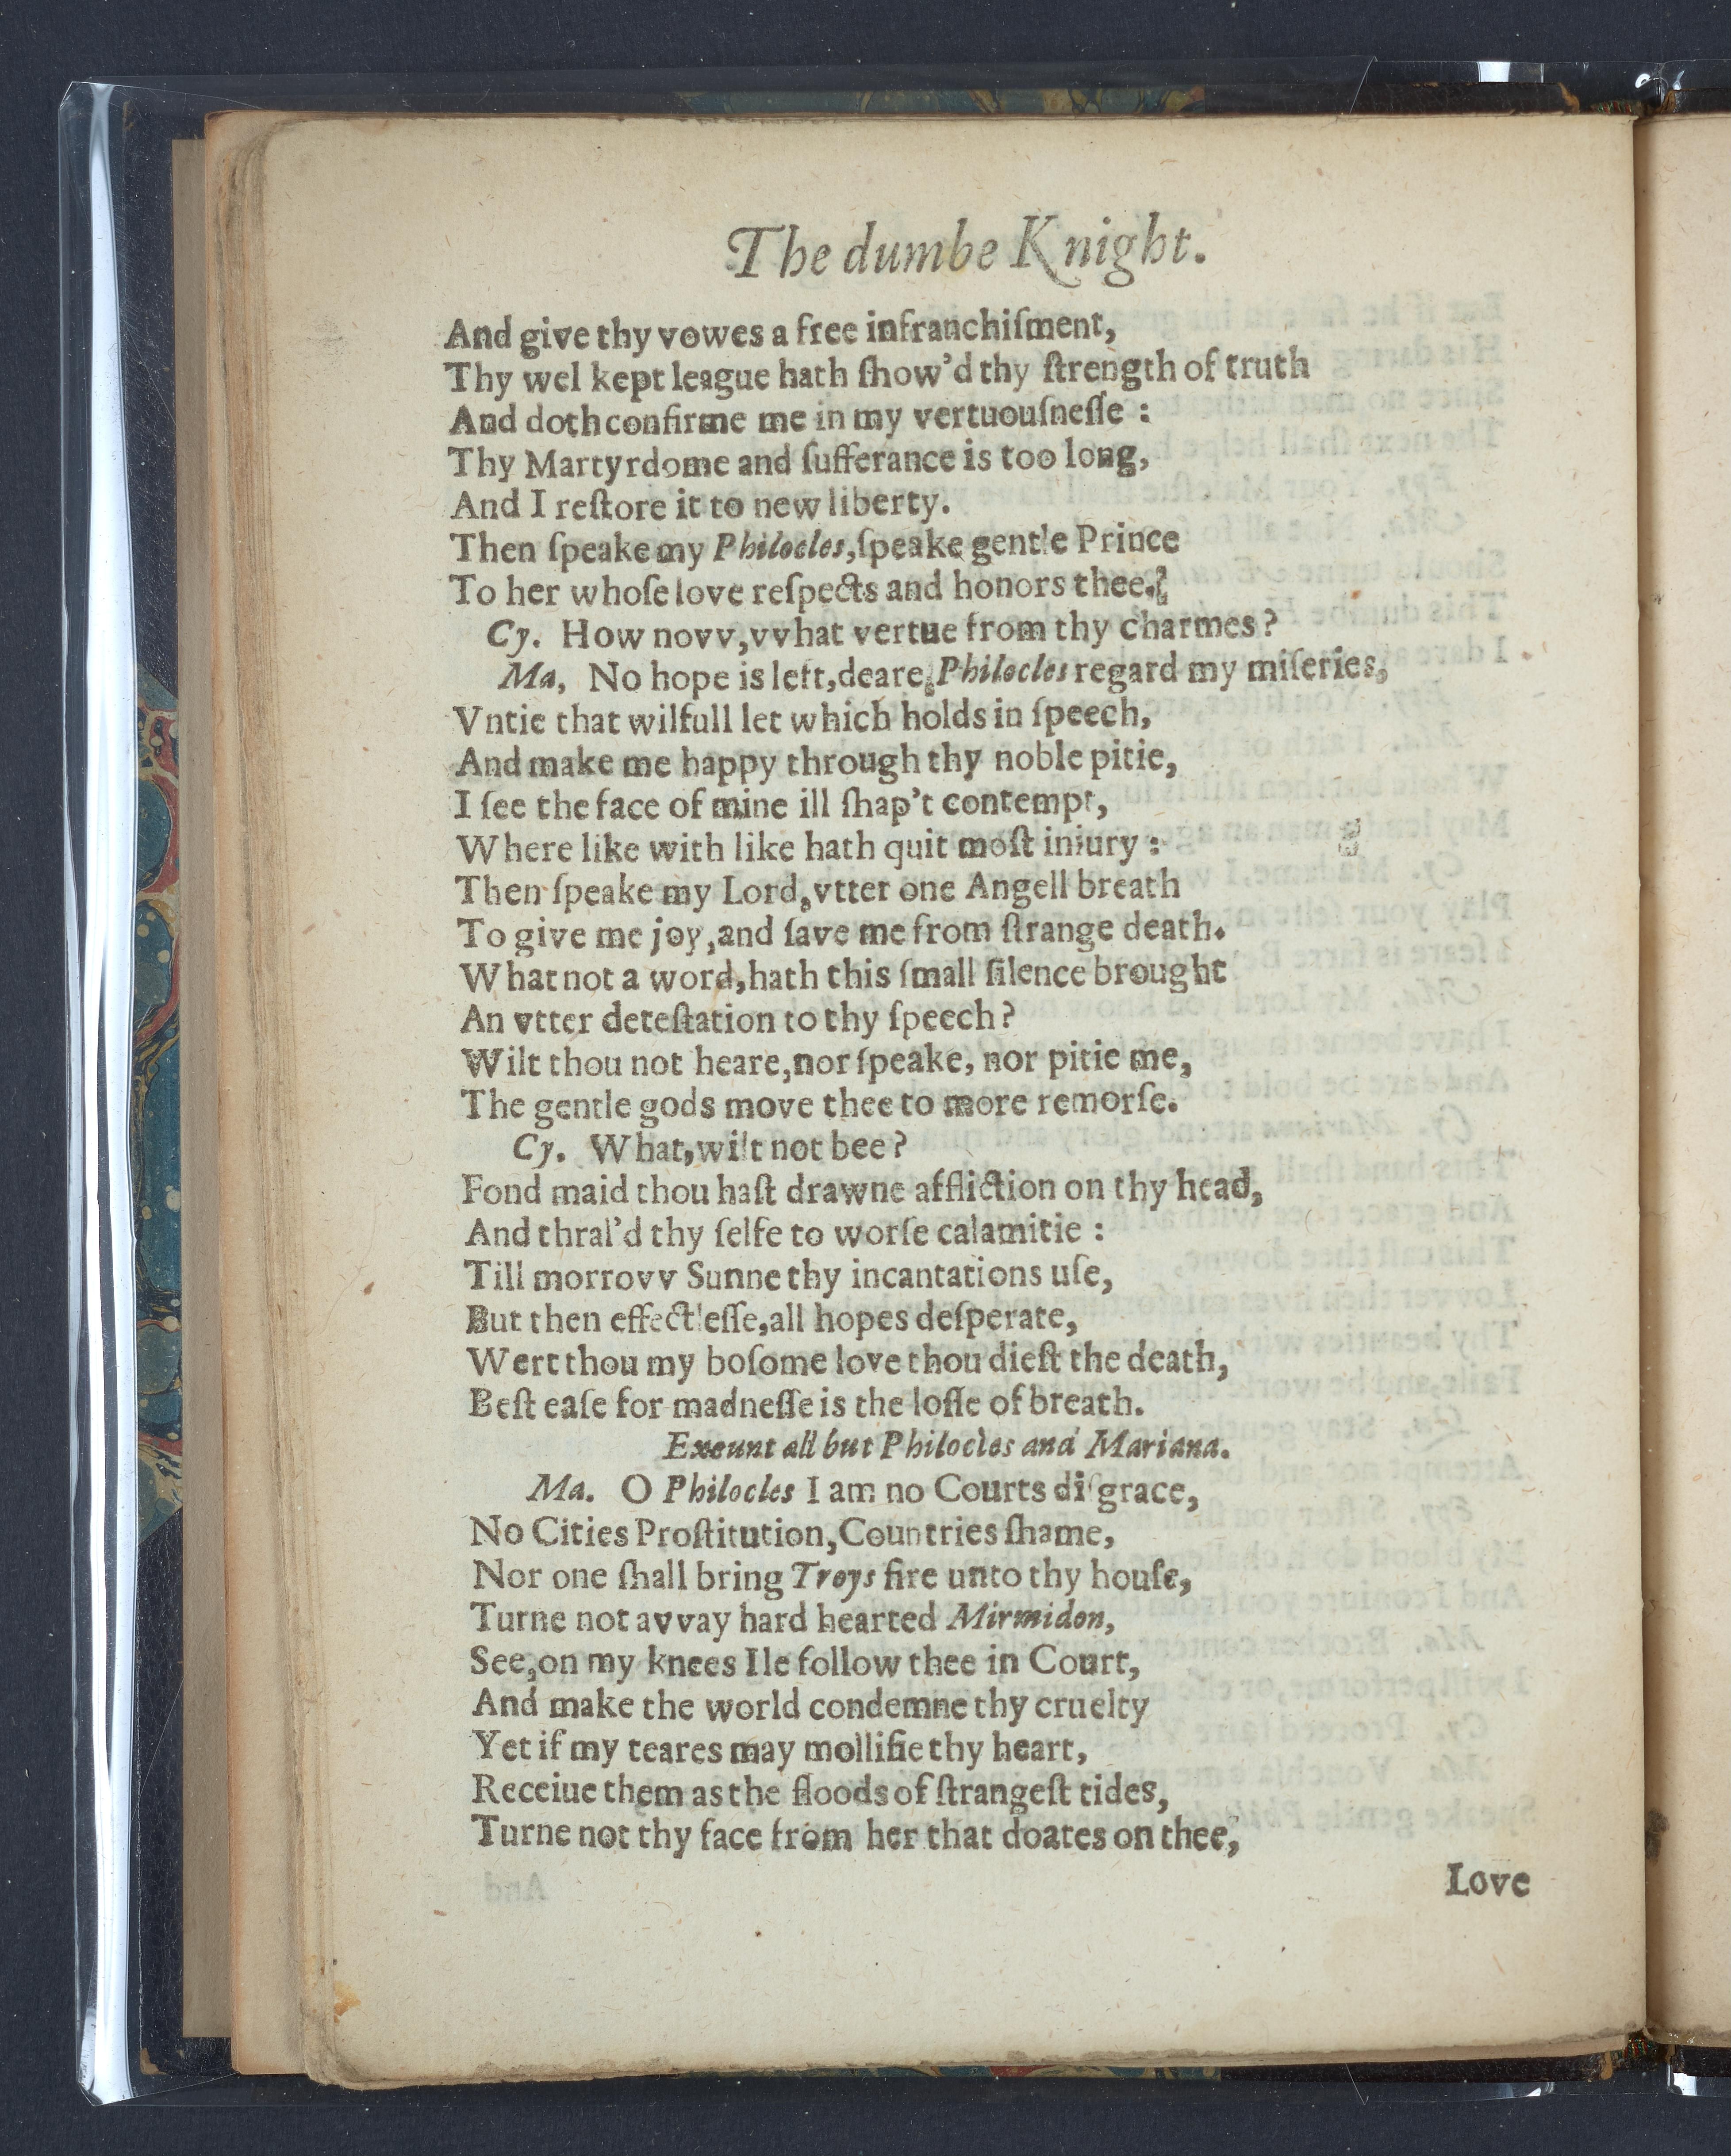 The dumbe Knight.
And give thy vowes a free infranchiſment,
Thy wel kept league hath ſhow'd thy ſtrength of truth
And doth confirme me in my vertuouſneſſe :
Thy Martyrdome and ſufferance is too long,
And I reſtore it to new liberty.
Then ſpeake my Philocles, ſpeake gentle Prince
To her whoſe love reſpects and honors thee.?
Cy. How novv, vvhat vertue from thy charmes?
Ma, No hope is left, deare, Philocles regard my miſeries,
Vntie that wilfull let which holds in ſpeech,
And make me happy through thy noble pitie,
I ſee the face of mine ill ſhap't contempt,
Where like with like hath quit moſt iniury :
Then ſpeake my Lord, vtter one Angell breath
To give me joy, and ſave me from ſtrange death.
What not a word, hath this ſmall ſilence brought
An vtter deteſtation to thy ſpeech?
Wilt thou not heare, nor ſpeake, nor pitie me,
The gentle gods move thee to more remorſe.
Cy. What, wilt not bee?
Fond maid thou haſt drawne affliction on thy head,
And thral'd thy ſelfe to worſe calamitie :
Till morrovv Sunne thy incantations uſe,
But then effectleſſe, all hopes deſperate,
Wert thou my boſome love thou dieſt the death,
Beſt eaſe for madneſſe is the loſſe of breath.
Exeunt all but Philocles and Mariana.
Ma. O Philocles I am no Courts diſgrace,
No Cities Proſtitution, Countries ſhame,
Nor one ſhall bring Troys fire unto thy houſe,
Turne not avvay hard hearted Mirmidon,
See, on my knees Ile follow thee in Court,
And make the world condemne thy cruelty
Yet if my teares may mollifie thy heart,
Receiue them as the floods of ſtrangeſt tides,
Turne not thy face from her that doates on thee,
Love